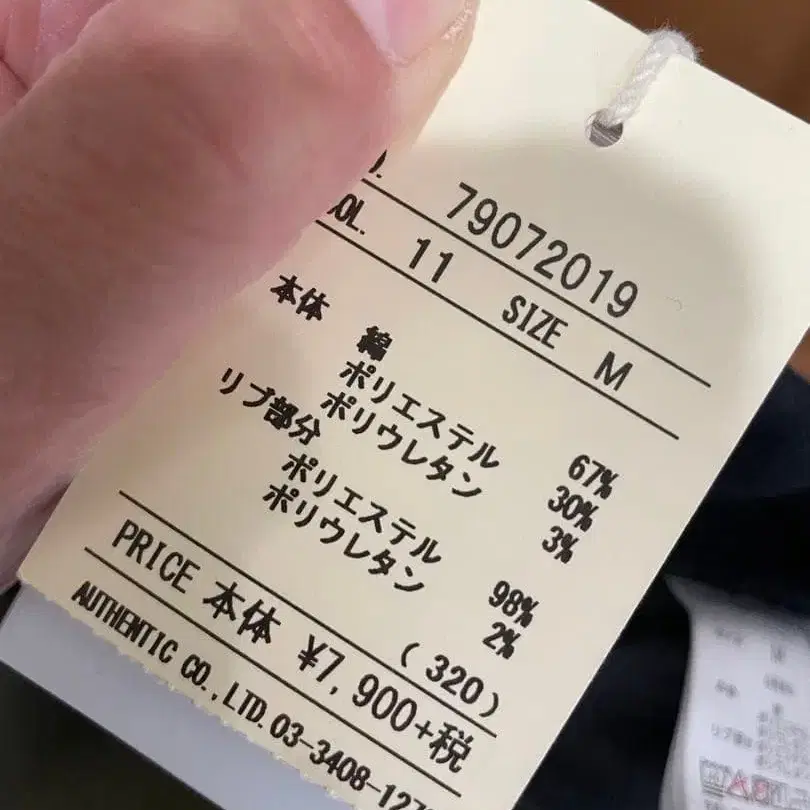 79072019
COL. 11 SIZE M
本体 綿 67%
ポリエステル 30%
ポリウレタン 3%
リブ部分
ポリエステル 98%
ポリウレタン 2%
(320)
PRICE 本体 ¥7,900+税
AUTHENTIC CO.,LTD. 03-3408-127